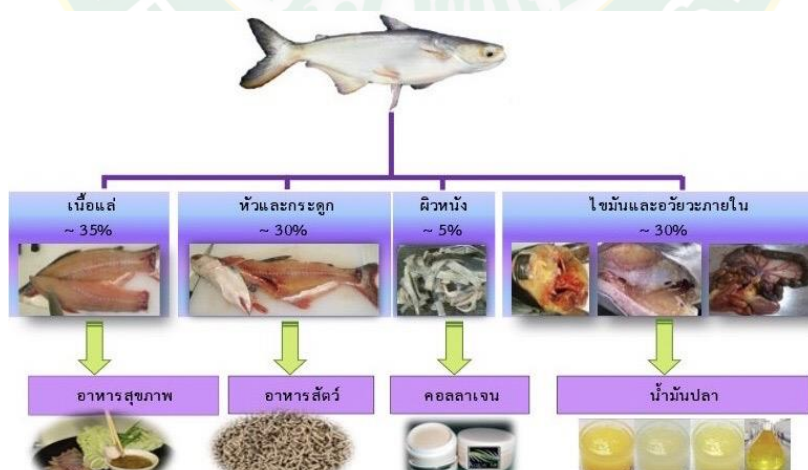 เนื้อแล่
~ 35%
หัวและกระดูก
~ 30%
ผิวหนัง
~ 5%
ไขมันและอวัยวะภายใน
~ 30%
อาหารสุขภาพ
อาหารสัตว์
คอลลาเจน
น้ำมันปลา